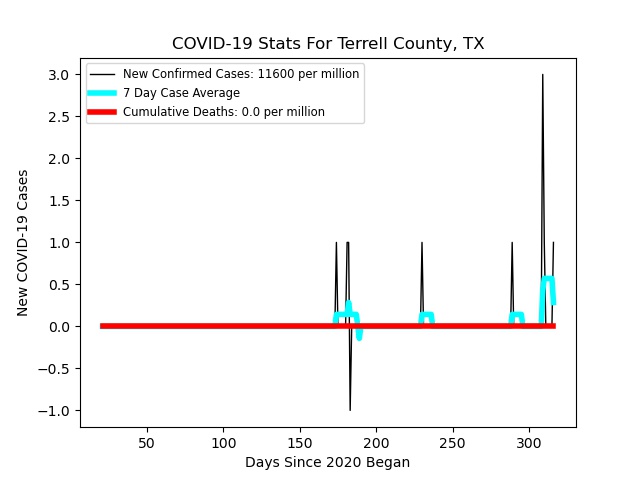 COVID-19 Stats For Terrell County, TX
New Confirmed Cases: 11600 per million
7 Day Case Average
Cumulative Deaths: 0.0 per million
New COVID-19 Cases
3.0
2.5
2.0
1.5
1.0
0.5
0.0
−0.5
−1.0
50 100 150 200 250 300
Days Since 2020 Began